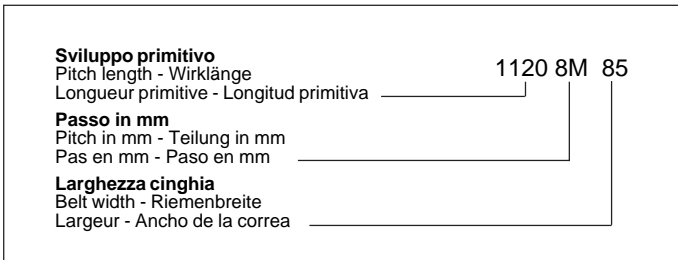 Sviluppo primitivo
Pitch length - Wirklänge
Longueur primitive - Longitud primitiva
1120 8M 85
Passo in mm
Pitch in mm - Teilung in mm
Pas en mm - Paso en mm
Larghezza cinghia
Belt width - Riemenbreite
Largeur - Ancho de la correa